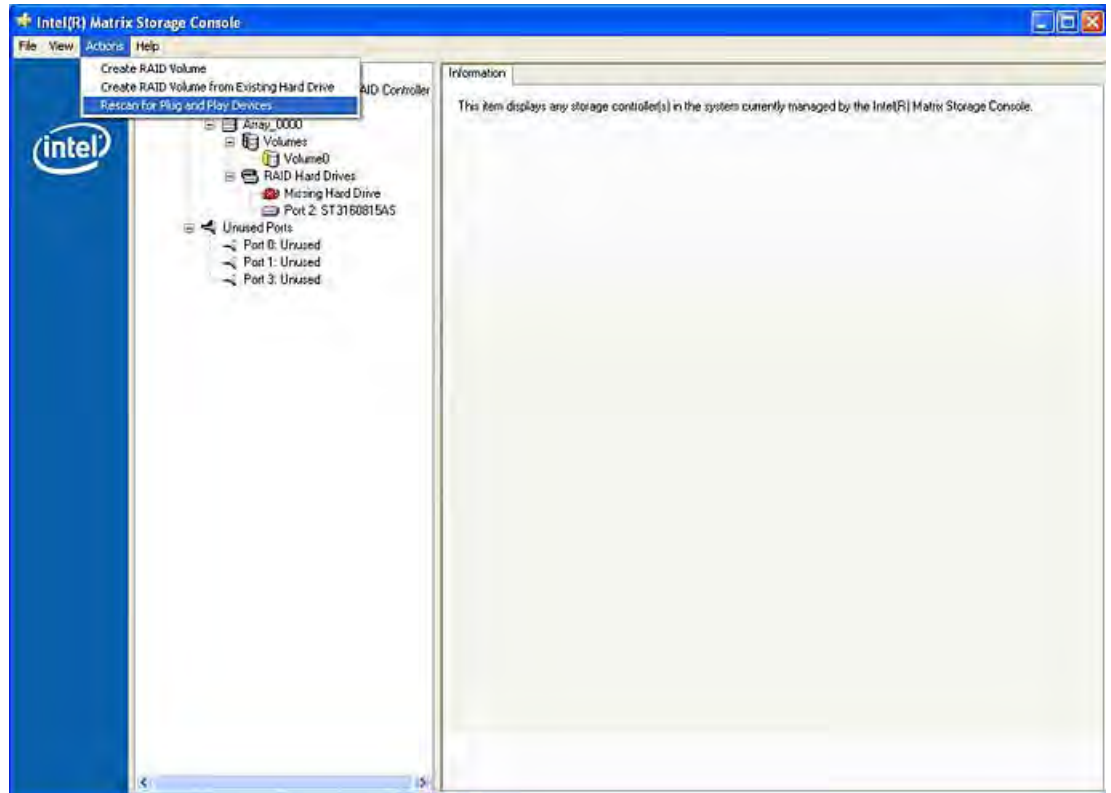 Intel(R) Matrix Storage Console
File View Actions Help
Create RAID Volume
Create RAID Volume from Existing Hard Drive
Rescan for Plug and Play Devices
AID Controller
Array_0000
Volumes
Volume0
RAID Hard Drives
Missing Hard Drive
Port 2: ST3160815AS
Unused Ports
Port 0: Unused
Port 1: Unused
Port 3: Unused
intel
Information
This item displays any storage controller(s) in the system currently managed by the Intel(R) Matrix Storage Console.